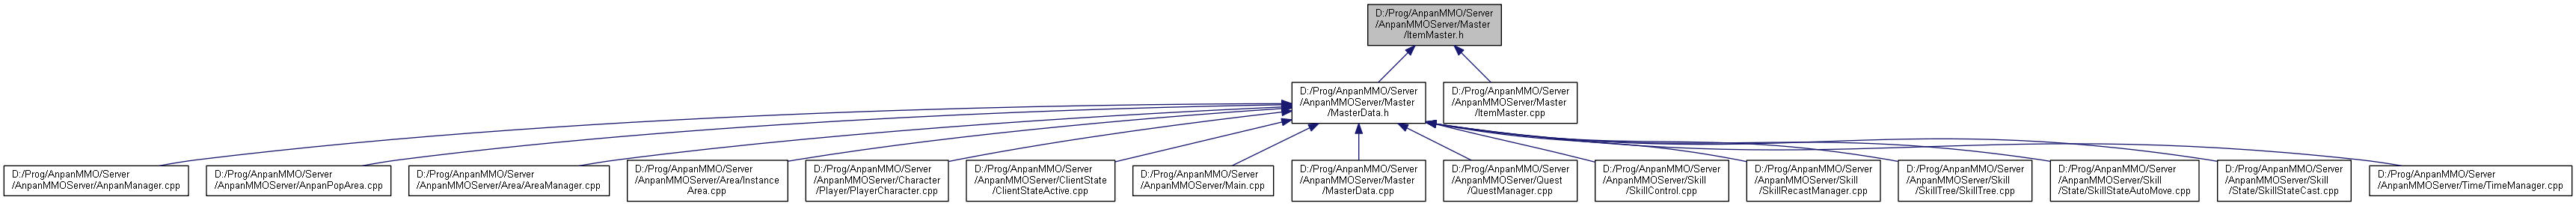 D:/Prog/AnpanMMO/Server
/AnpanMMOServer/Master
/ItemMaster.h
D:/Prog/AnpanMMO/Server
/AnpanMMOServer/Master
/MasterData.h
D:/Prog/AnpanMMO/Server
/AnpanMMOServer/Master
/ItemMaster.cpp
D:/Prog/AnpanMMO/Server
/AnpanMMOServer/AnpanManager.cpp
D:/Prog/AnpanMMO/Server
/AnpanMMOServer/AnpanPopArea.cpp
D:/Prog/AnpanMMO/Server
/AnpanMMOServer/Area/AreaManager.cpp
D:/Prog/AnpanMMO/Server
/AnpanMMOServer/Area/Instance
Area.cpp
D:/Prog/AnpanMMO/Server
/AnpanMMOServer/Character
/Player/PlayerCharacter.cpp
D:/Prog/AnpanMMO/Server
/AnpanMMOServer/ClientState
/ClientStateActive.cpp
D:/Prog/AnpanMMO/Server
/AnpanMMOServer/Main.cpp
D:/Prog/AnpanMMO/Server
/AnpanMMOServer/Master
/MasterData.cpp
D:/Prog/AnpanMMO/Server
/AnpanMMOServer/Quest
/QuestManager.cpp
D:/Prog/AnpanMMO/Server
/AnpanMMOServer/Skill
/SkillControl.cpp
D:/Prog/AnpanMMO/Server
/AnpanMMOServer/Skill
/SkillRecastManager.cpp
D:/Prog/AnpanMMO/Server
/AnpanMMOServer/Skill
/SkillTree/SkillTree.cpp
D:/Prog/AnpanMMO/Server
/AnpanMMOServer/Skill
/State/SkillStateAutoMove.cpp
D:/Prog/AnpanMMO/Server
/AnpanMMOServer/Skill
/State/SkillStateCast.cpp
D:/Prog/AnpanMMO/Server
/AnpanMMOServer/Time/TimeManager.cpp